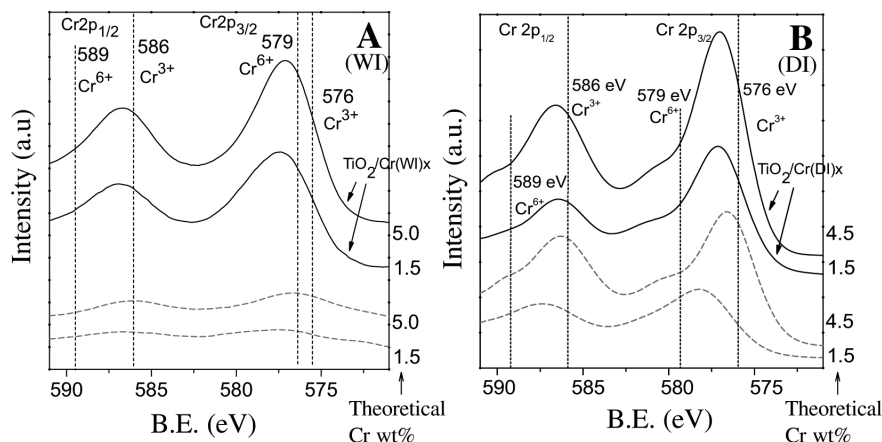 Cr2p1/2
Cr2p3/2
A
(WI)
589
Cr6+
586
Cr3+
579
Cr6+
576
Cr3+
TiO2/Cr(WI)x
5.0
1.5
5.0
1.5
Intensity (a.u)
590
585
580
575
B.E. (eV)
Theoretical
Cr wt%
Cr 2p1/2
Cr 2p3/2
B
(DI)
586 eV
Cr3+
579 eV
Cr6+
576 eV
Cr3+
589 eV
Cr6+
TiO2/Cr(DI)x
4.5
1.5
4.5
1.5
Intensity (a.u.)
590
585
580
575
B.E. (eV)
Theoretical
Cr wt%